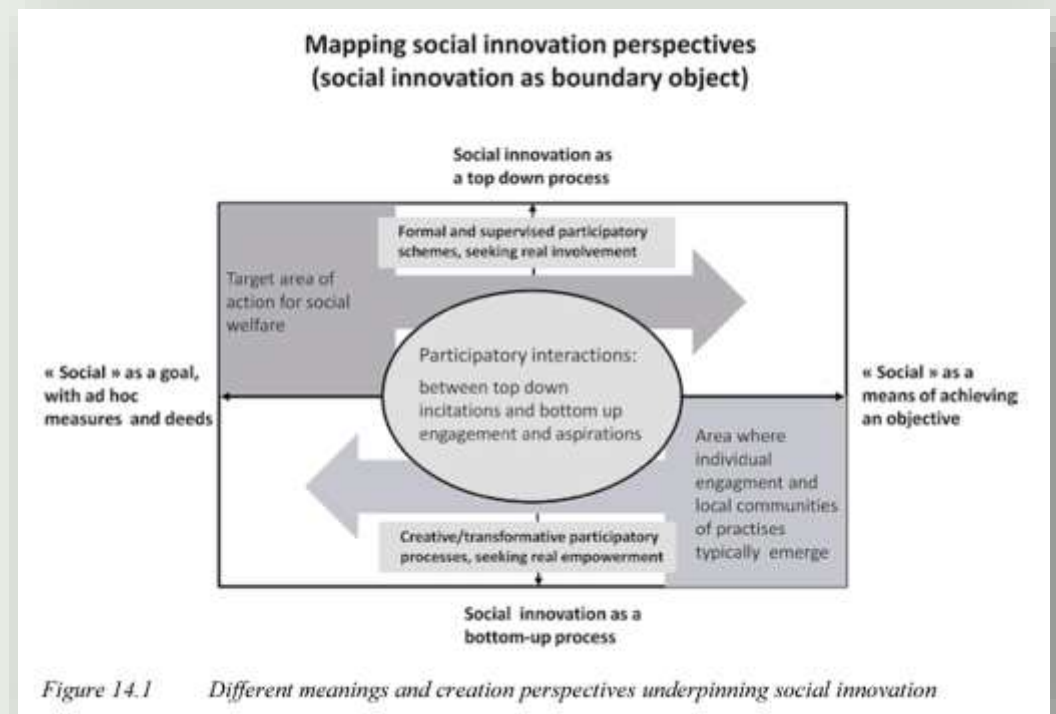 Mapping social innovation perspectives
(social innovation as boundary object)
Social innovation as
a top down process
Formal and supervised participatory
schemes, seeking real involvement
Target area of
action for social
welfare
« Social » as a goal,
with ad hoc
measures and deeds
Participatory interactions:
between top down
incitations and bottom up
engagement and aspirations
« Social » as a
means of achieving
an objective
Area where
individual
engagment and
local communities
of practises
typically emerge
Creative/transformative participatory
processes, seeking real empowerment
Social innovation as a
bottom-up process
Figure 14.1 Different meanings and creation perspectives underpinning social innovation